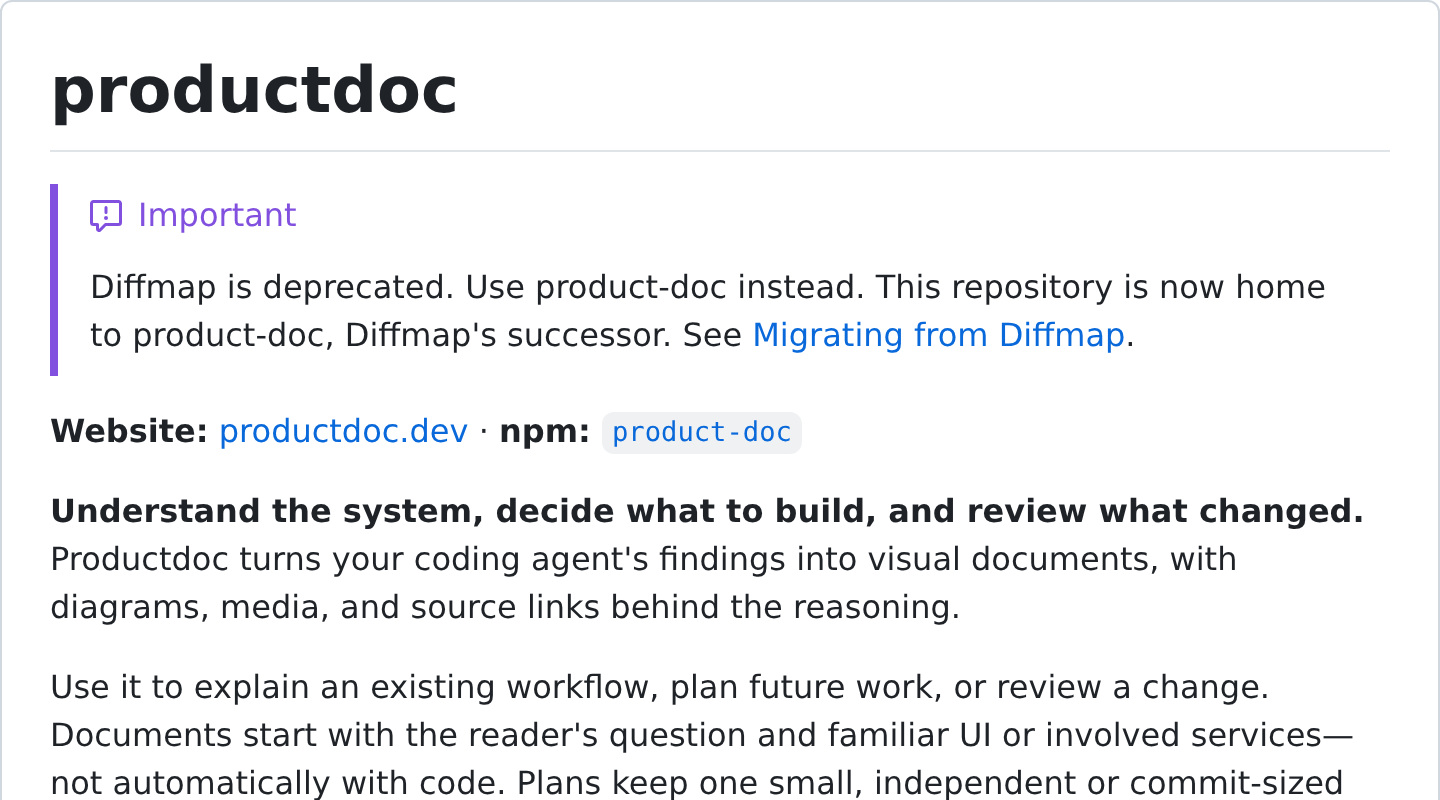 productdoc
Important
Diffmap is deprecated. Use product-doc instead. This repository is now home
to product-doc, Diffmap's successor. See Migrating from Diffmap.
Website: productdoc.dev · npm: product-doc
Understand the system, decide what to build, and review what changed.
Productdoc turns your coding agent's findings into visual documents, with
diagrams, media, and source links behind the reasoning.
Use it to explain an existing workflow, plan future work, or review a change.
Documents start with the reader's question and familiar UI or involved services—
not automatically with code. Plans keep one small, independent or commit-sized